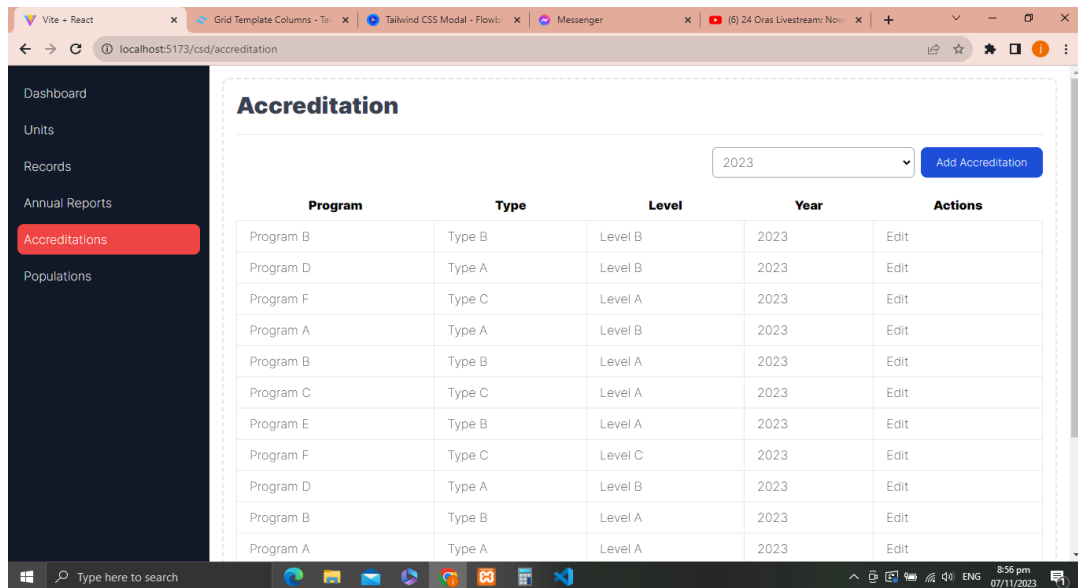 Vite + React
Grid Template Columns - Tai
Tailwind CSS Modal - Flowbi
Messenger
(6) 24 Oras Livestream: Nov
localhost:5173/csd/accreditation
Dashboard
Units
Records
Annual Reports
Accreditations
Populations
Accreditation
2023 Add Accreditation
Program Type Level Year Actions
Program B Type B Level B 2023 Edit
Program D Type A Level B 2023 Edit
Program F Type C Level A 2023 Edit
Program A Type A Level B 2023 Edit
Program B Type B Level A 2023 Edit
Program C Type C Level A 2023 Edit
Program E Type B Level A 2023 Edit
Program F Type C Level C 2023 Edit
Program D Type A Level B 2023 Edit
Program B Type B Level A 2023 Edit
Program A Type A Level A 2023 Edit
Type here to search
ENG
8:56 pm
07/11/2023